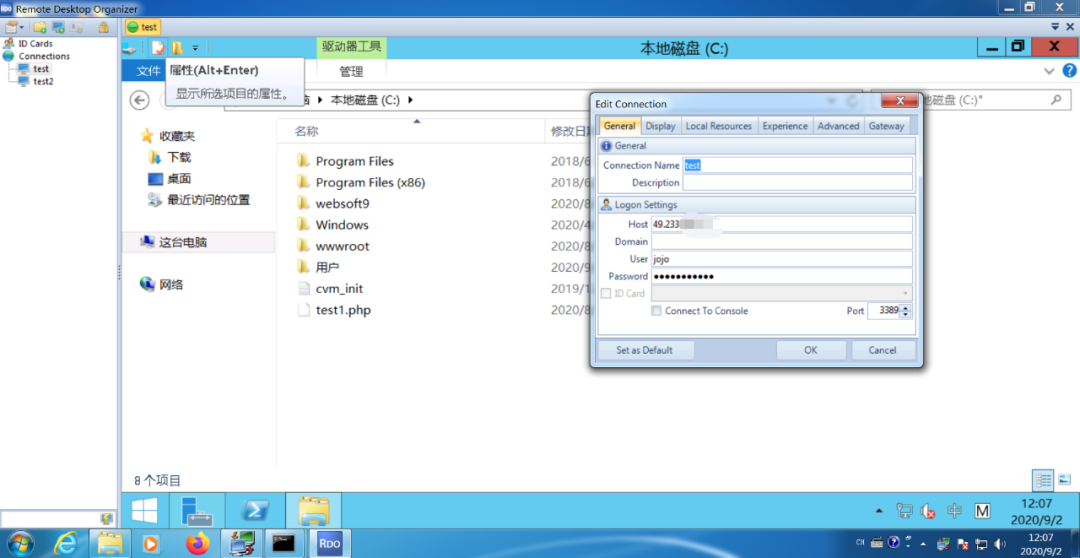 RDO Remote Desktop Organizer
test
ID Cards
Connections
test
test2
驱动器工具
本地磁盘 (C:)
文件
属性(Alt+Enter)
显示所选项目的属性。
管理
本地磁盘 (C:)
名称
修改日
收藏夹
下载
桌面
最近访问的位置
这台电脑
网络
Program Files
2018/6
Program Files (x86)
2018/6
websoft9
2020/8
Windows
2020/4
wwwroot
2020/8
用户
2020/9
cvm_init
2019/1
test1.php
2020/8
Edit Connection
General Display Local Resources Experience Advanced Gateway
General
Connection Name test
Description
Logon Settings
Host 49.233
Domain
User jojo
Password •••••••••••
ID Card
Connect To Console Port 3389
Set as Default OK Cancel
盘 (C:)"
8 个项目
中 M 12:07
2020/9/2
RDO
CH 12:07
2020/9/2